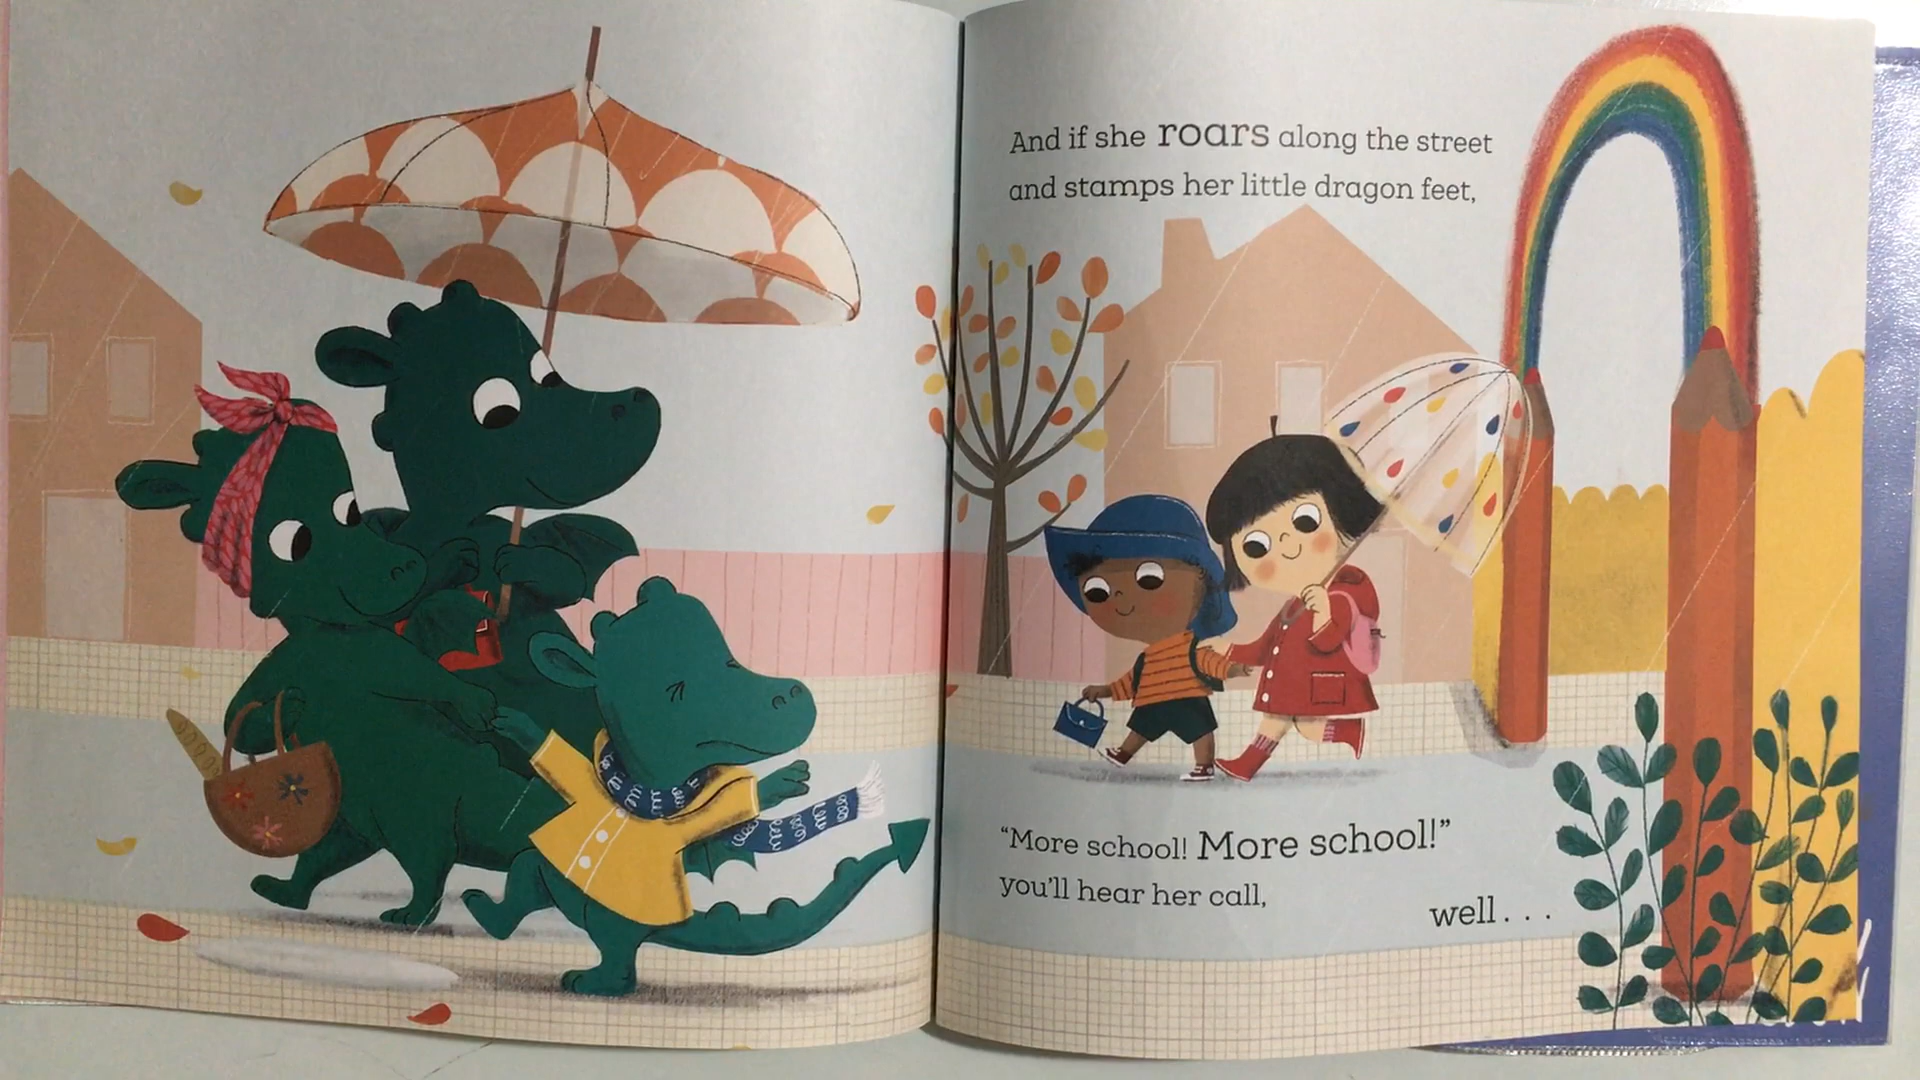 And if she roars along the street
and stamps her little dragon feet,
“More school! More school!”
you’ll hear her call,
well . . .